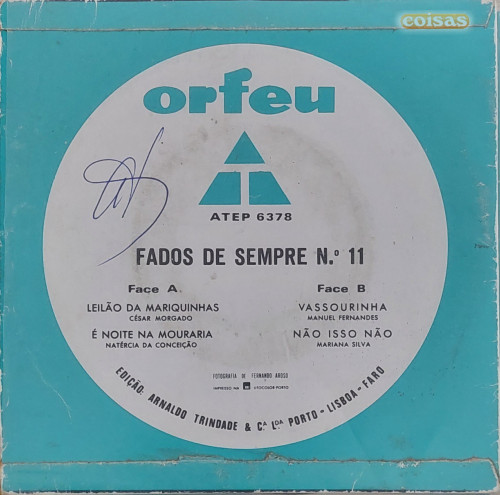 coisas
orfeu
ATEP 6378
FADOS DE SEMPRE N.º 11
Face A.
LEILÃO DA MARIQUINHAS
CÉSAR MORGADO
É NOITE NA MOURARIA
NATÉRCIA DA CONCEIÇÃO
Face B
VASSOURINHA
MANUEL FERNANDES
NÃO ISSO NÃO
MARIANA SILVA
FOTOGRAFIA DE FERNANDO AROSO
IMPRESSO NA
EDIÇÃO: ARNALDO TRINDADE & Cª. LDA PORTO - LISBOA - FARO